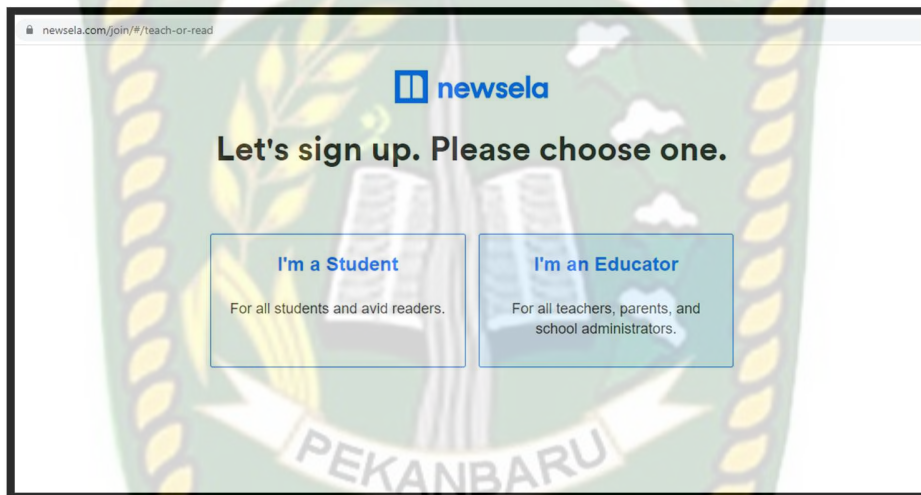 newsela.com/join/#/teach-or-read
newsela
Let's sign up. Please choose one.
I'm a Student
I'm an Educator
For all students and avid readers.
For all teachers, parents, and
school administrators.
PEKANBARU